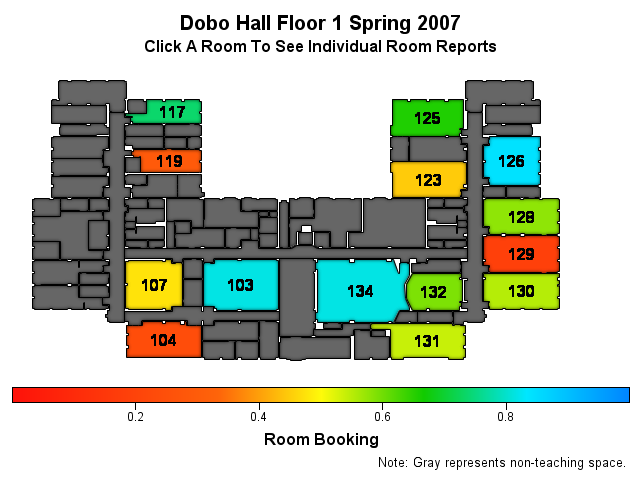 Dobo Hall Floor 1 Spring 2007
Click A Room To See Individual Room Reports
117
125
119
126
123
128
129
107
103
134
132
130
104
131
0.2 0.4 0.6 0.8
Room Booking
Note: Gray represents non-teaching space.